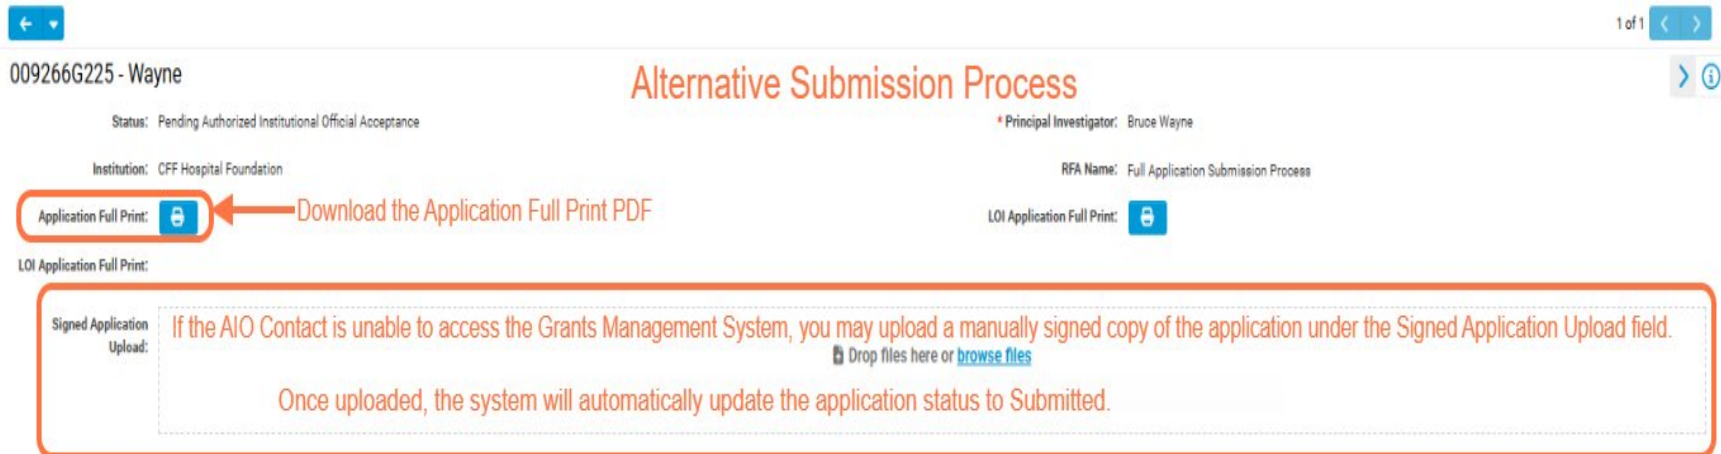 1 of 1
009266G225 - Wayne
Alternative Submission Process
Status: Pending Authorized Institutional Official Acceptance
* Principal Investigator: Bruce Wayne
Institution: CFF Hospital Foundation
RFA Name: Full Application Submission Process
Application Full Print:
Download the Application Full Print PDF
LOI Application Full Print:
LOI Application Full Print:
Signed Application Upload:
If the AIO Contact is unable to access the Grants Management System, you may upload a manually signed copy of the application under the Signed Application Upload field.
Drop files here or browse files
Once uploaded, the system will automatically update the application status to Submitted.